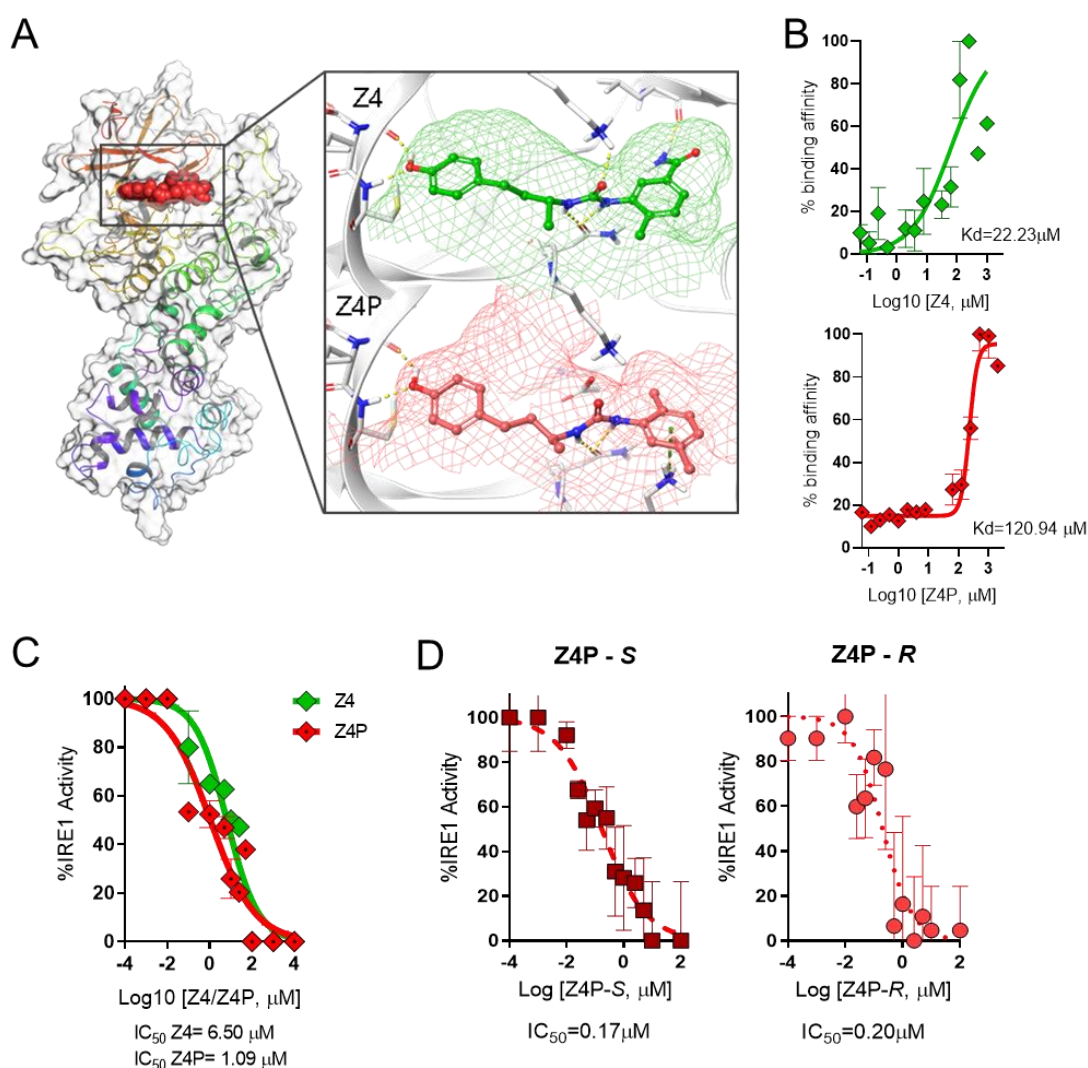 A
Z4
Z4P
B
100
80
60
40
20
0
% binding affinity
-1 0 1 2 3
Kd=22.23µM
Log10 [Z4, µM]
100
80
60
40
20
0
% binding affinity
-1 0 1 2 3
Kd=120.94 µM
Log10 [Z4P, µM]
C
100
80
60
40
20
0
%IRE1 Activity
-4 -2 0 2 4
Log10 [Z4/Z4P, µM]
Z4
Z4P
IC50 Z4= 6.50 µM
IC50 Z4P= 1.09 µM
D
Z4P - S
100
80
60
40
20
0
%IRE1 Activity
-4 -2 0 2
Log [Z4P-S, µM]
IC50=0.17µM
Z4P - R
100
80
60
40
20
0
%IRE1 Activity
-4 -2 0 2
Log [Z4P-R, µM]
IC50=0.20µM